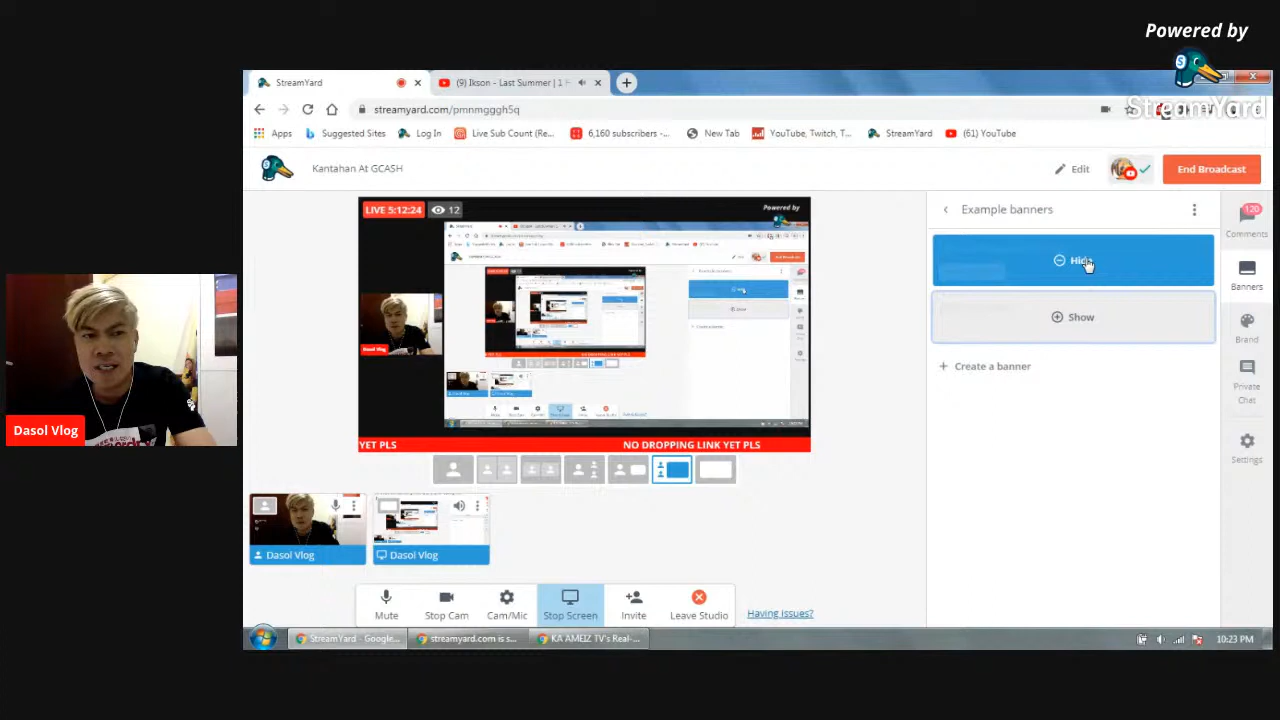 Powered by
StreamYard
StreamYard
(9) Ikson - Last Summer | 1
streamyard.com/pmnmgggh5q
Apps
Suggested Sites
Log In
Live Sub Count (Re...
6,160 subscribers -...
New Tab
YouTube, Twitch, T...
StreamYard
(61) YouTube
Kantahan At GCASH
Edit
End Broadcast
LIVE 5:12:24
12
Powered by
Example banners
120
Comments
Hide
Banners
Show
Brand
Create a banner
Private
Chat
Settings
Dasol Vlog
Dasol Vlog
YET PLS
NO DROPPING LINK YET PLS
Dasol Vlog
Dasol Vlog
Mute
Stop Cam
Cam/Mic
Stop Screen
Invite
Leave Studio
Having issues?
StreamYard - Google...
streamyard.com is s...
KA AMEIZ TV's Real-...
10:23 PM